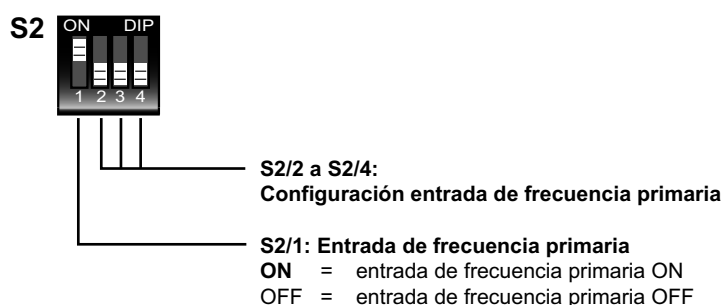 S2
ON DIP
1 2 3 4
S2/2 a S2/4:
Configuración entrada de frecuencia primaria
S2/1: Entrada de frecuencia primaria
ON = entrada de frecuencia primaria ON
OFF = entrada de frecuencia primaria OFF